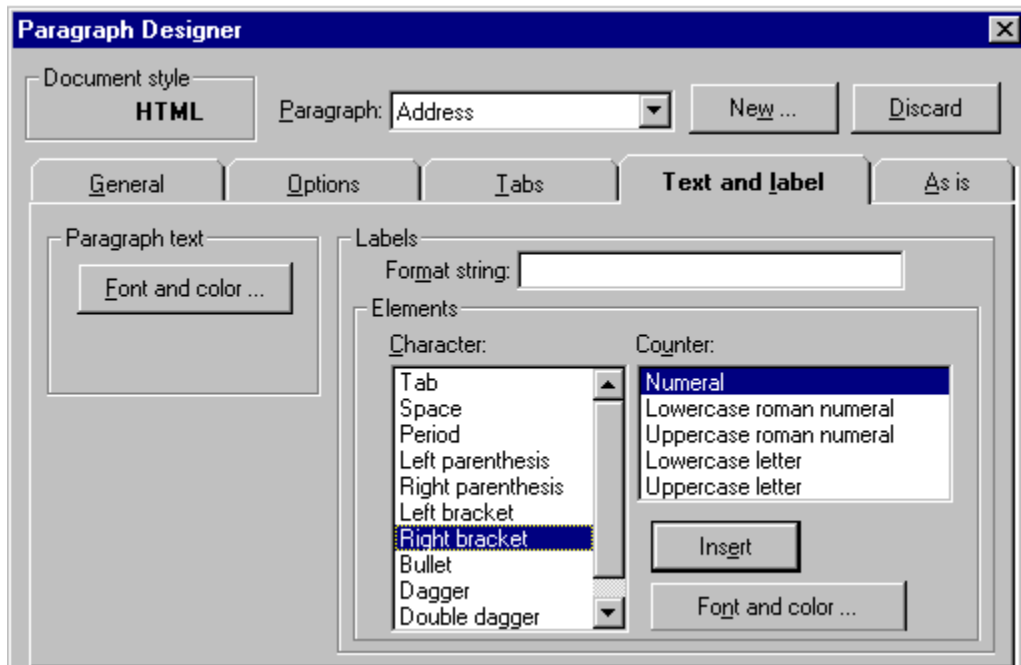 Paragraph Designer
Document style
HTML
Paragraph: Address New ... Discard
General Options Tabs Text and label As is
Paragraph text Labels
Format string:
Font and color ...
Elements
Character: Counter:
Tab Numeral
Space Lowercase roman numeral
Period Uppercase roman numeral
Left parenthesis Lowercase letter
Right parenthesis Uppercase letter
Left bracket
Right bracket
Insert
Bullet
Dagger
Font and color ...
Double dagger